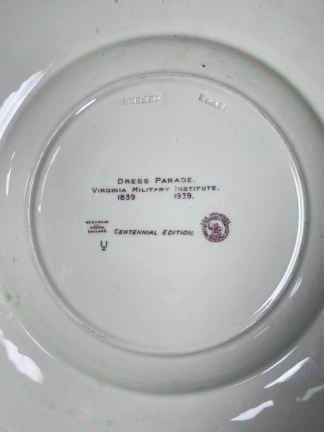 DRESS PARADE.
VIRGINIA MILITARY INSTITUTE.
1839 1939.
CENTENNIAL EDITION.